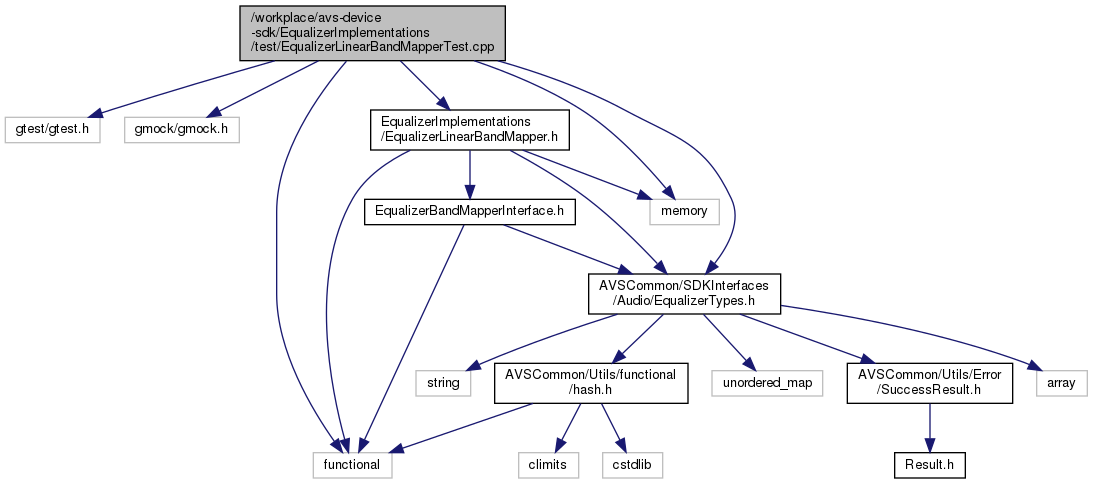 /workplace/avs-device
-sdk/EqualizerImplementations
/test/EqualizerLinearBandMapperTest.cpp
gtest/gtest.h
gmock/gmock.h
EqualizerImplementations
/EqualizerLinearBandMapper.h
EqualizerBandMapperInterface.h
memory
AVSCommon/SDKInterfaces
/Audio/EqualizerTypes.h
string
AVSCommon/Utils/functional
/hash.h
unordered_map
AVSCommon/Utils/Error
/SuccessResult.h
array
functional
climits
cstdlib
Result.h